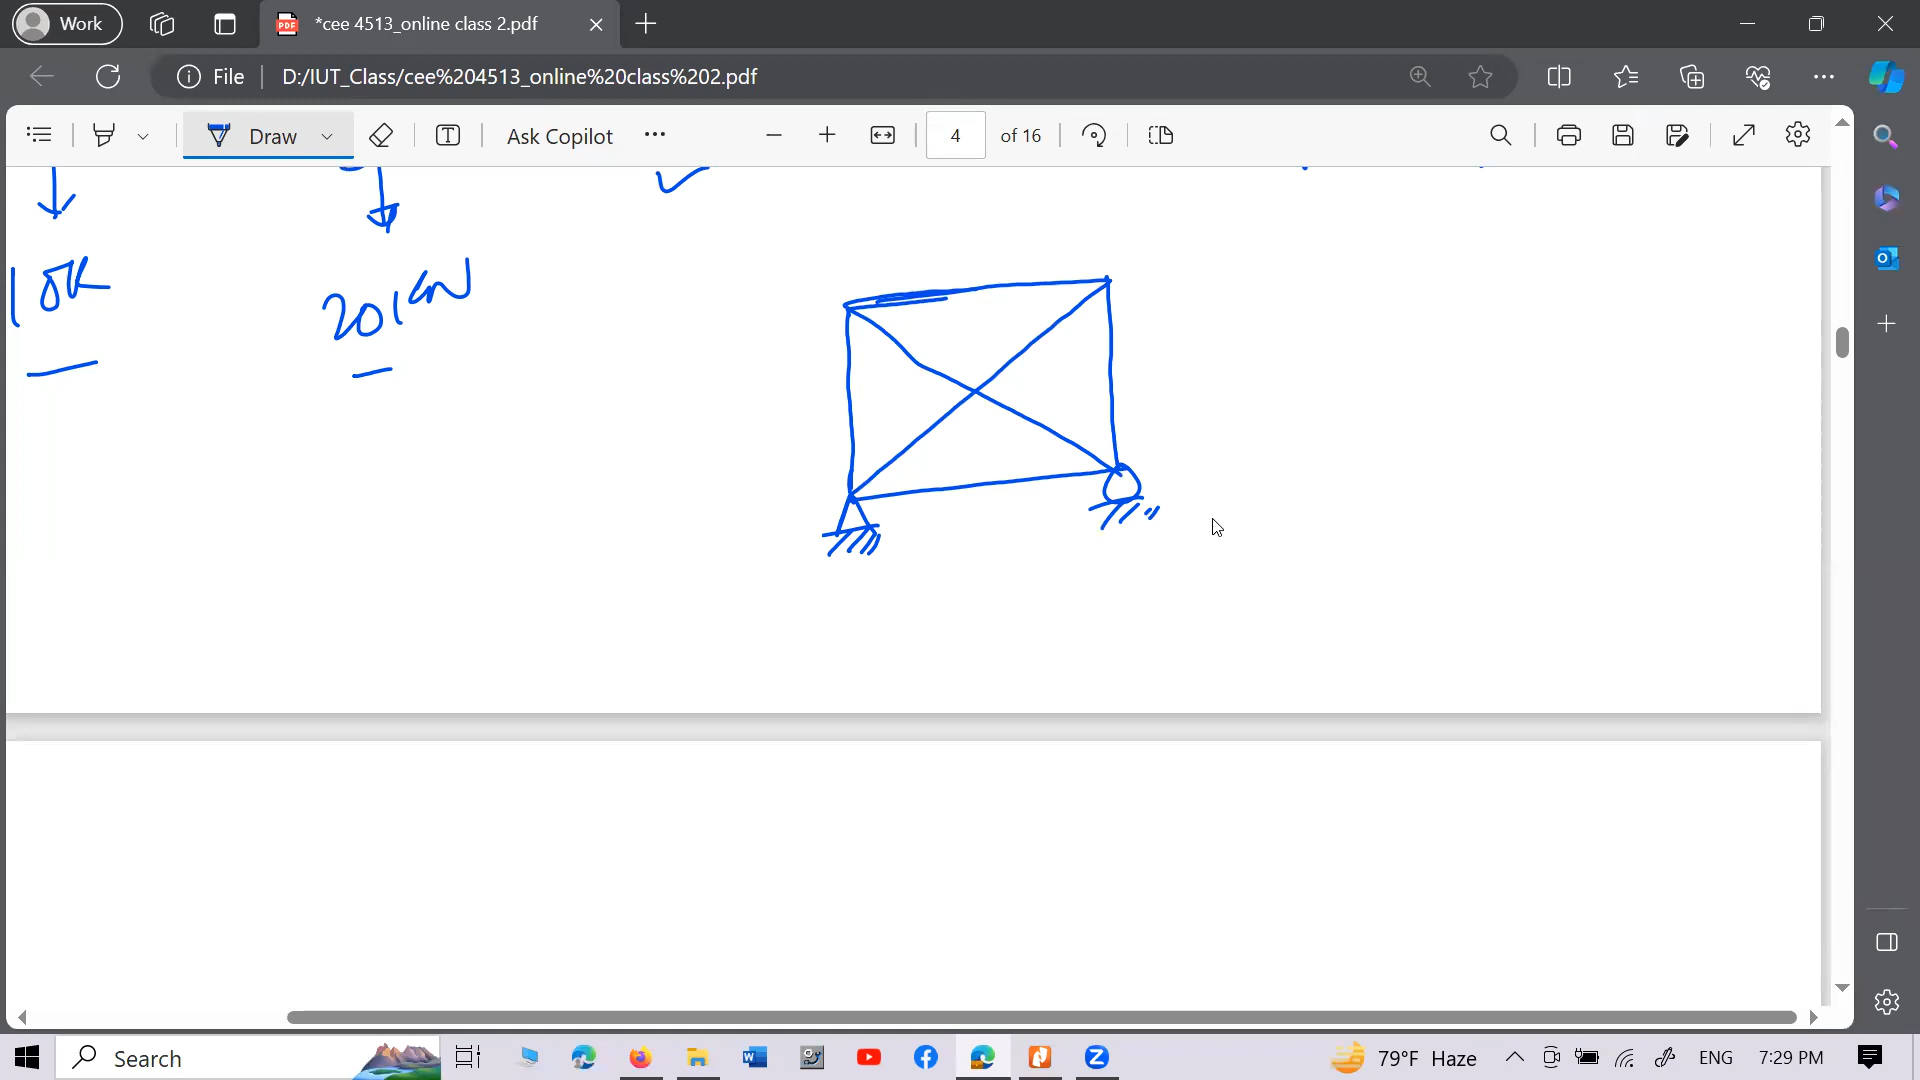 Work
*cee 4513_online class 2.pdf
File
D:/IUT_Class/cee%204513_online%20class%202.pdf
Draw
Ask Copilot
4
of 16
10k
20kN
Search
79°F Haze
ENG
7:29 PM